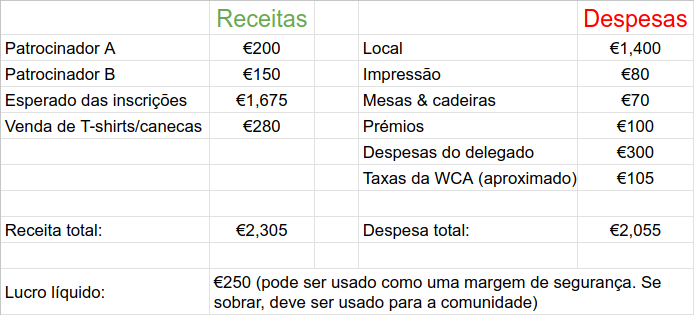 Receitas Despesas
Patrocinador A €200 Local €1,400
Patrocinador B €150 Impressão €80
Esperado das inscrições €1,675 Mesas & cadeiras €70
Venda de T-shirts/canecas €280 Prémios €100
Despesas do delegado €300
Taxas da WCA (aproximado) €105
Receita total: €2,305 Despesa total: €2,055
Lucro líquido: €250 (pode ser usado como uma margem de segurança. Se
sobrar, deve ser usado para a comunidade)